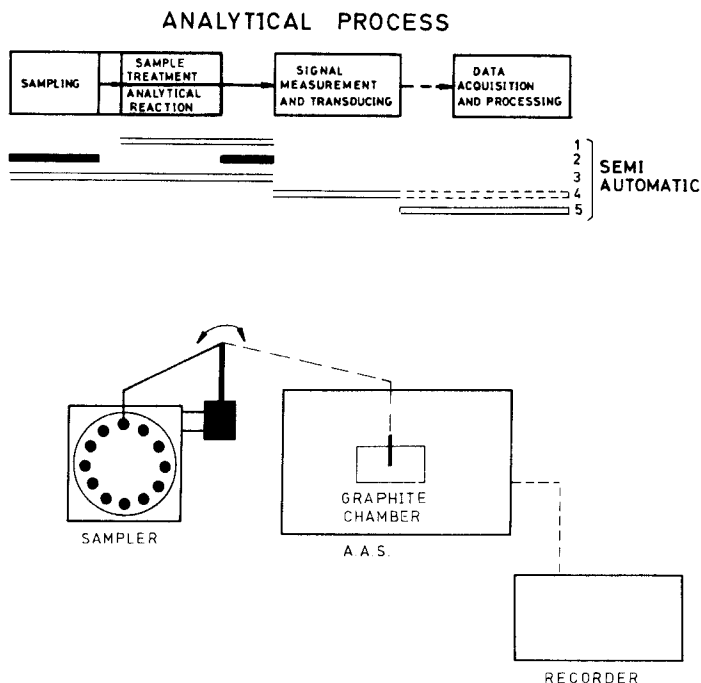 ANALYTICAL PROCESS
SAMPLING
SAMPLE
TREATMENT
ANALYTICAL
REACTION
SIGNAL
MEASUREMENT
AND TRANSDUCING
DATA
ACQUISITION
AND PROCESSING
1
2
3
4
5
SEMI
AUTOMATIC
GRAPHITE
CHAMBER
SAMPLER
A.A.S.
RECORDER